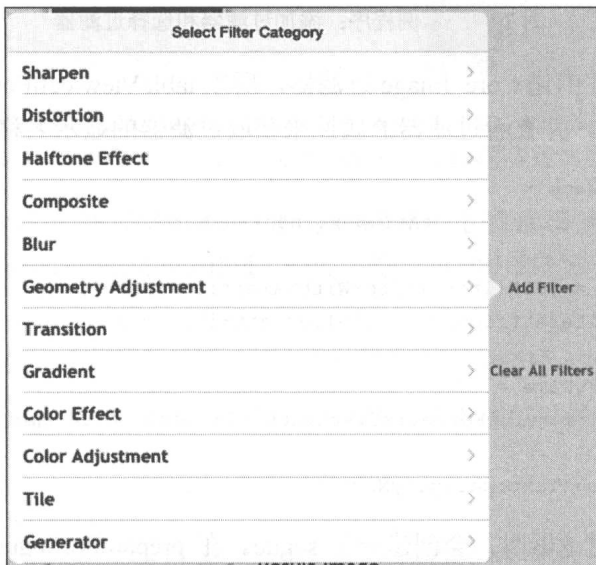 Select Filter Category
Sharpen
Distortion
Halftone Effect
Composite
Blur
Geometry Adjustment
Add Filter
Transition
Gradient
Clear All Filters
Color Effect
Color Adjustment
Tile
Generator